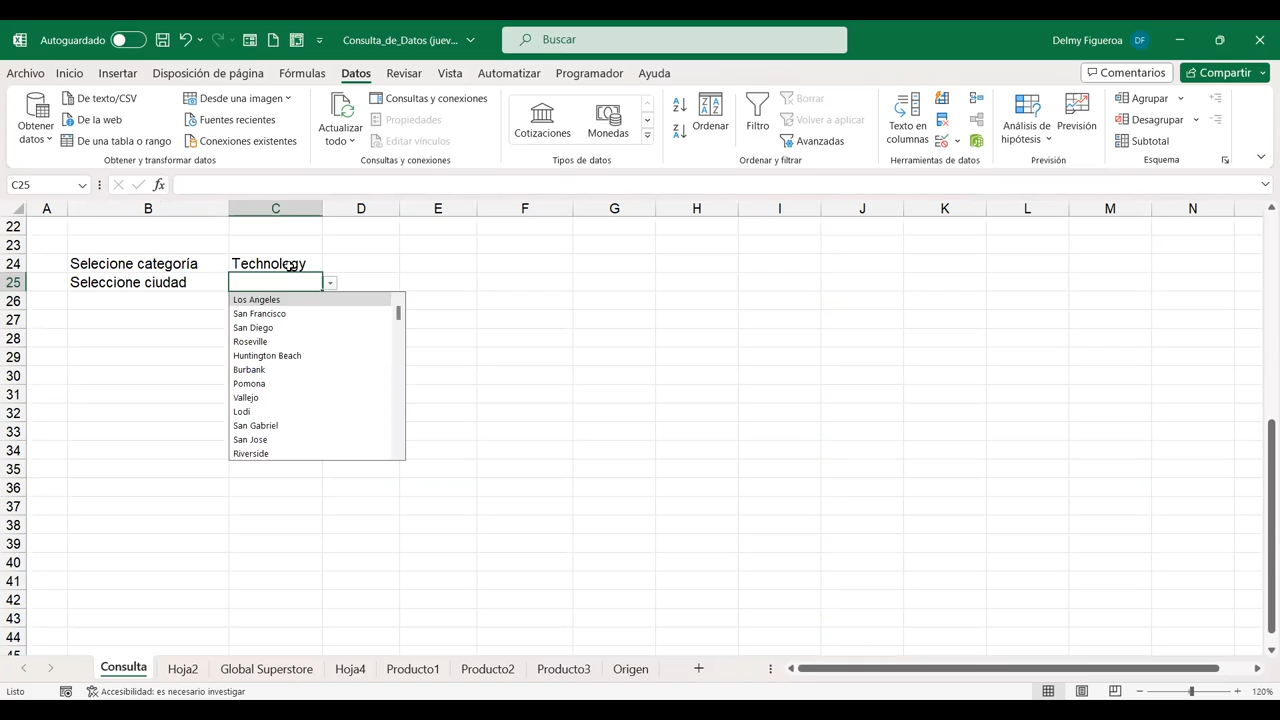 Autoguardado
Consulta_de_Datos (juev...
Buscar
Delmy Figueroa DF
Archivo Inicio Insertar Disposición de página Fórmulas Datos Revisar Vista Automatizar Programador Ayuda Comentarios Compartir
Obtener datos
De texto/CSV
De la web
De una tabla o rango
Desde una imagen
Fuentes recientes
Conexiones existentes
Obtener y transformar datos
Actualizar todo
Consultas y conexiones
Propiedades
Editar vínculos
Consultas y conexiones
Cotizaciones
Monedas
Tipos de datos
Ordenar
Filtro
Borrar
Volver a aplicar
Avanzadas
Ordenar y filtrar
Texto en columnas
Herramientas de datos
Análisis de hipótesis
Previsión
Previsión
Agrupar
Desagrupar
Subtotal
Esquema
C25 fx
A B C D E F G H I J K L M N
22
23
24 Selecione categoría Technology
25 Seleccione ciudad
26 Los Angeles
San Francisco
27 San Diego
28 Roseville
29 Huntington Beach
30 Burbank
Pomona
31 Vallejo
32 Lodi
33 San Gabriel
34 San Jose
Riverside
35
36
37
38
39
40
41
42
43
44
45
Consulta Hoja2 Global Superstore Hoja4 Producto1 Producto2 Producto3 Origen
Listo Accesibilidad: es necesario investigar 120%